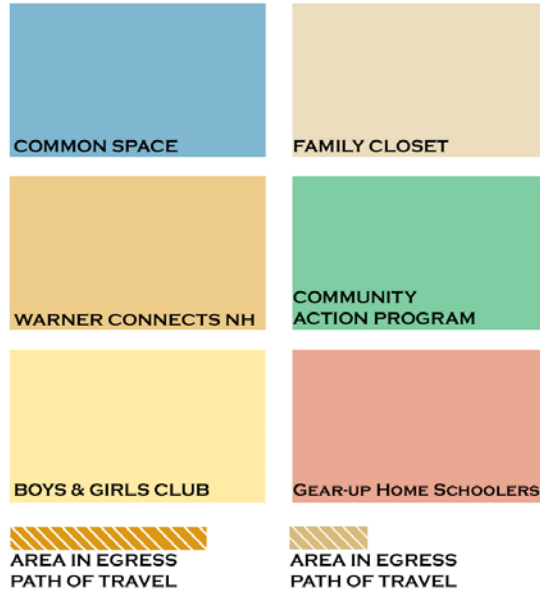 COMMON SPACE
FAMILY CLOSET
WARNER CONNECTS NH
COMMUNITY
ACTION PROGRAM
BOYS & GIRLS CLUB
GEAR-UP HOME SCHOOLERS
AREA IN EGRESS
PATH OF TRAVEL
AREA IN EGRESS
PATH OF TRAVEL